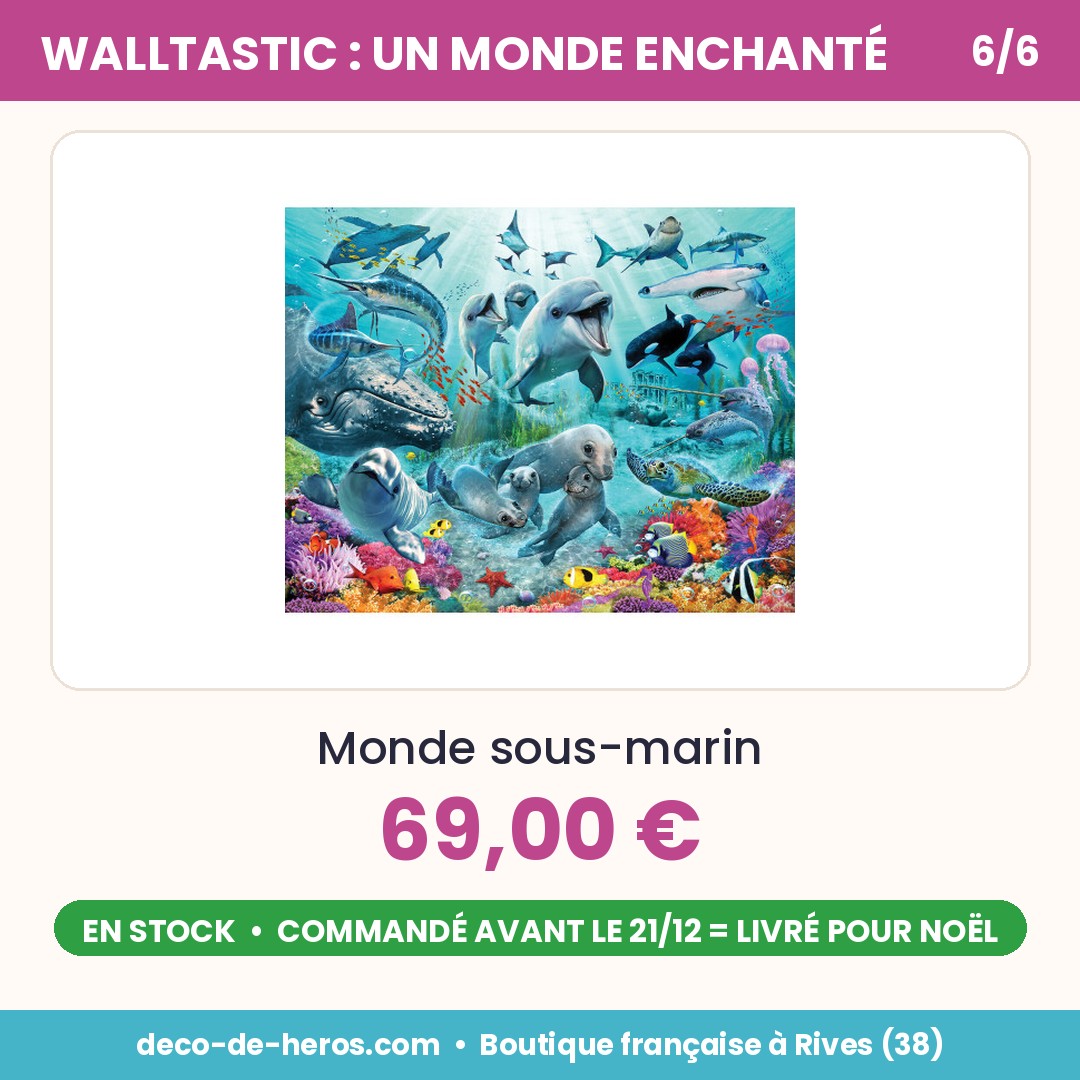 WALLTASTIC : UN MONDE ENCHANTÉ 6/6
Monde sous-marin
69,00 €
EN STOCK • COMMANDÉ AVANT LE 21/12 = LIVRÉ POUR NOËL
deco-de-heros.com • Boutique française à Rives (38)